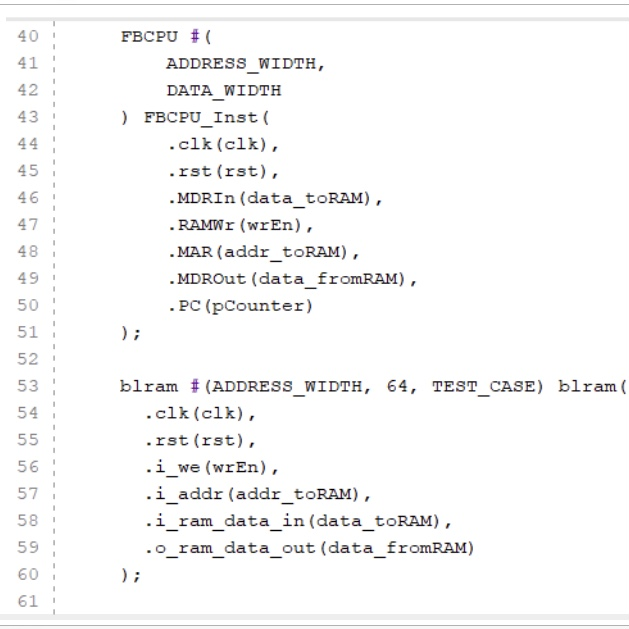 40 FBCPU #(
41 ADDRESS_WIDTH,
42 DATA_WIDTH
43 ) FBCPU_Inst(
44 .clk(clk),
45 .rst(rst),
46 .MDRIn(data_toRAM),
47 .RAMWr(wrEn),
48 .MAR(addr_toRAM),
49 .MDROut(data_fromRAM),
50 .PC(pCounter)
51 );
52
53 blram #(ADDRESS_WIDTH, 64, TEST_CASE) blram(
54 .clk(clk),
55 .rst(rst),
56 .i_we(wrEn),
57 .i_addr(addr_toRAM),
58 .i_ram_data_in(data_toRAM),
59 .o_ram_data_out(data_fromRAM)
60 );
61